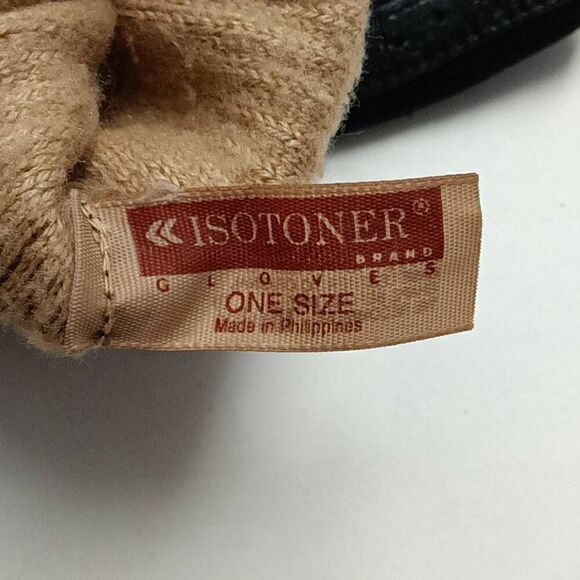 ISOTONER®
BRAND
GLOVES
ONE SIZE
Made in Philippines